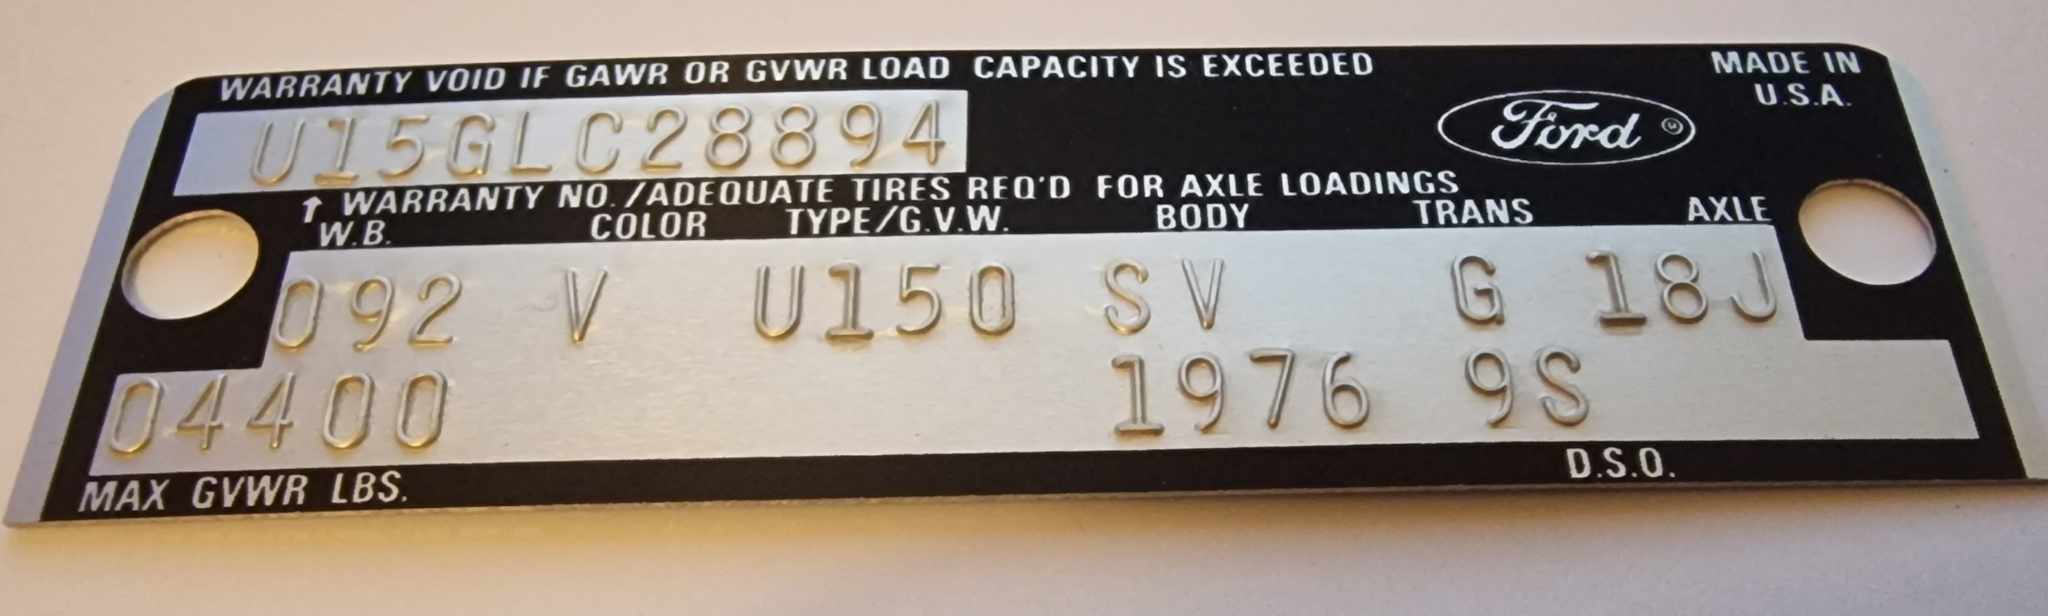 WARRANTY VOID IF GAWR OR GVWR LOAD CAPACITY IS EXCEEDED
MADE IN
U.S.A.
U15GLC28894
Ford
↑ WARRANTY NO./ADEQUATE TIRES REQ'D FOR AXLE LOADINGS
W.B. COLOR TYPE/G.V.W. BODY TRANS AXLE
092 V U150 SV G 18J
04400 1976 9S
MAX GVWR LBS. D.S.O.